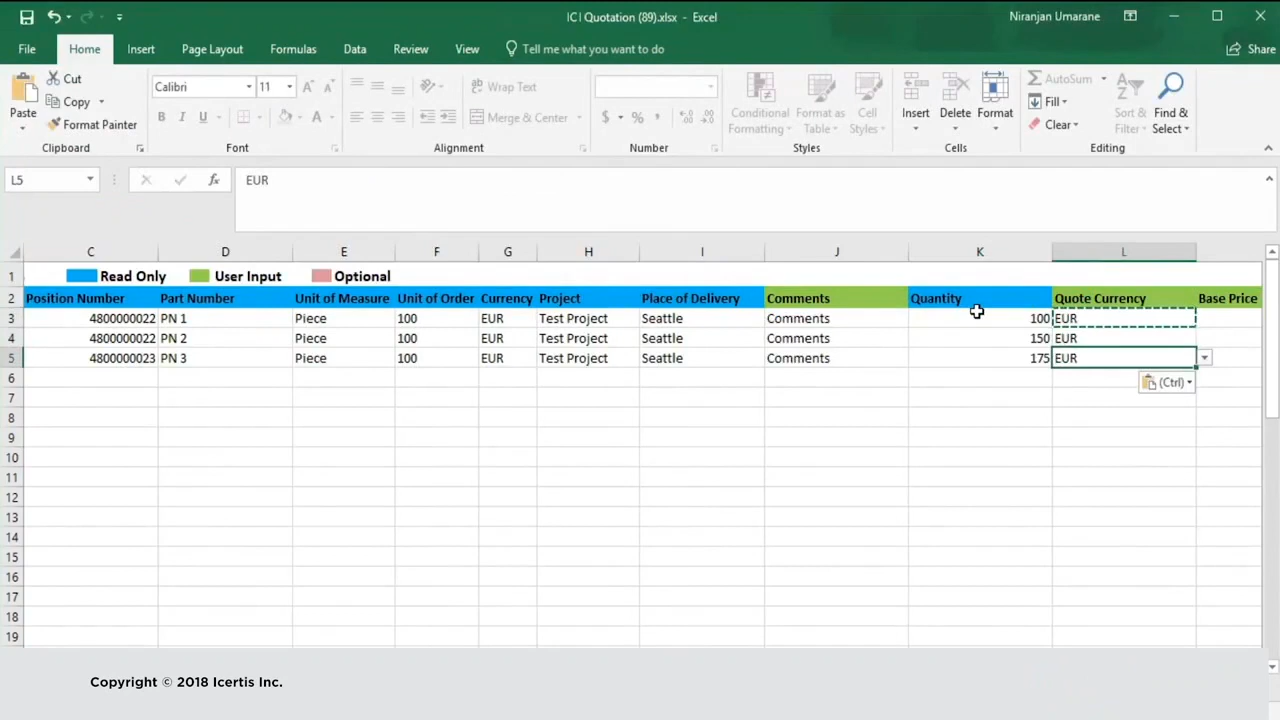 IC I Quotation (89).xlsx - Excel
Niranjan Umarane
File Home Insert Page Layout Formulas Data Review View Tell me what you want to do Share
Cut
Copy
Format Painter
Paste
Clipboard
Calibri 11
B I U
Font
Wrap Text
Merge & Center
Alignment
$ % ,
Number
Conditional Formatting
Format as Table
Cell Styles
Styles
Insert Delete Format
Cells
AutoSum
Fill
Clear
Sort & Filter
Find & Select
Editing
L5 fx EUR
C D E F G H I J K L
1 Read Only User Input Optional
2 Position Number Part Number Unit of Measure Unit of Order Currency Project Place of Delivery Comments Quantity Quote Currency Base Price
3 4800000022 PN 1 Piece 100 EUR Test Project Seattle Comments 100 EUR
4 4800000022 PN 2 Piece 100 EUR Test Project Seattle Comments 150 EUR
5 4800000023 PN 3 Piece 100 EUR Test Project Seattle Comments 175 EUR
6 (Ctrl)
7
8
9
10
11
12
13
14
15
16
17
18
19
Copyright © 2018 Icertis Inc.